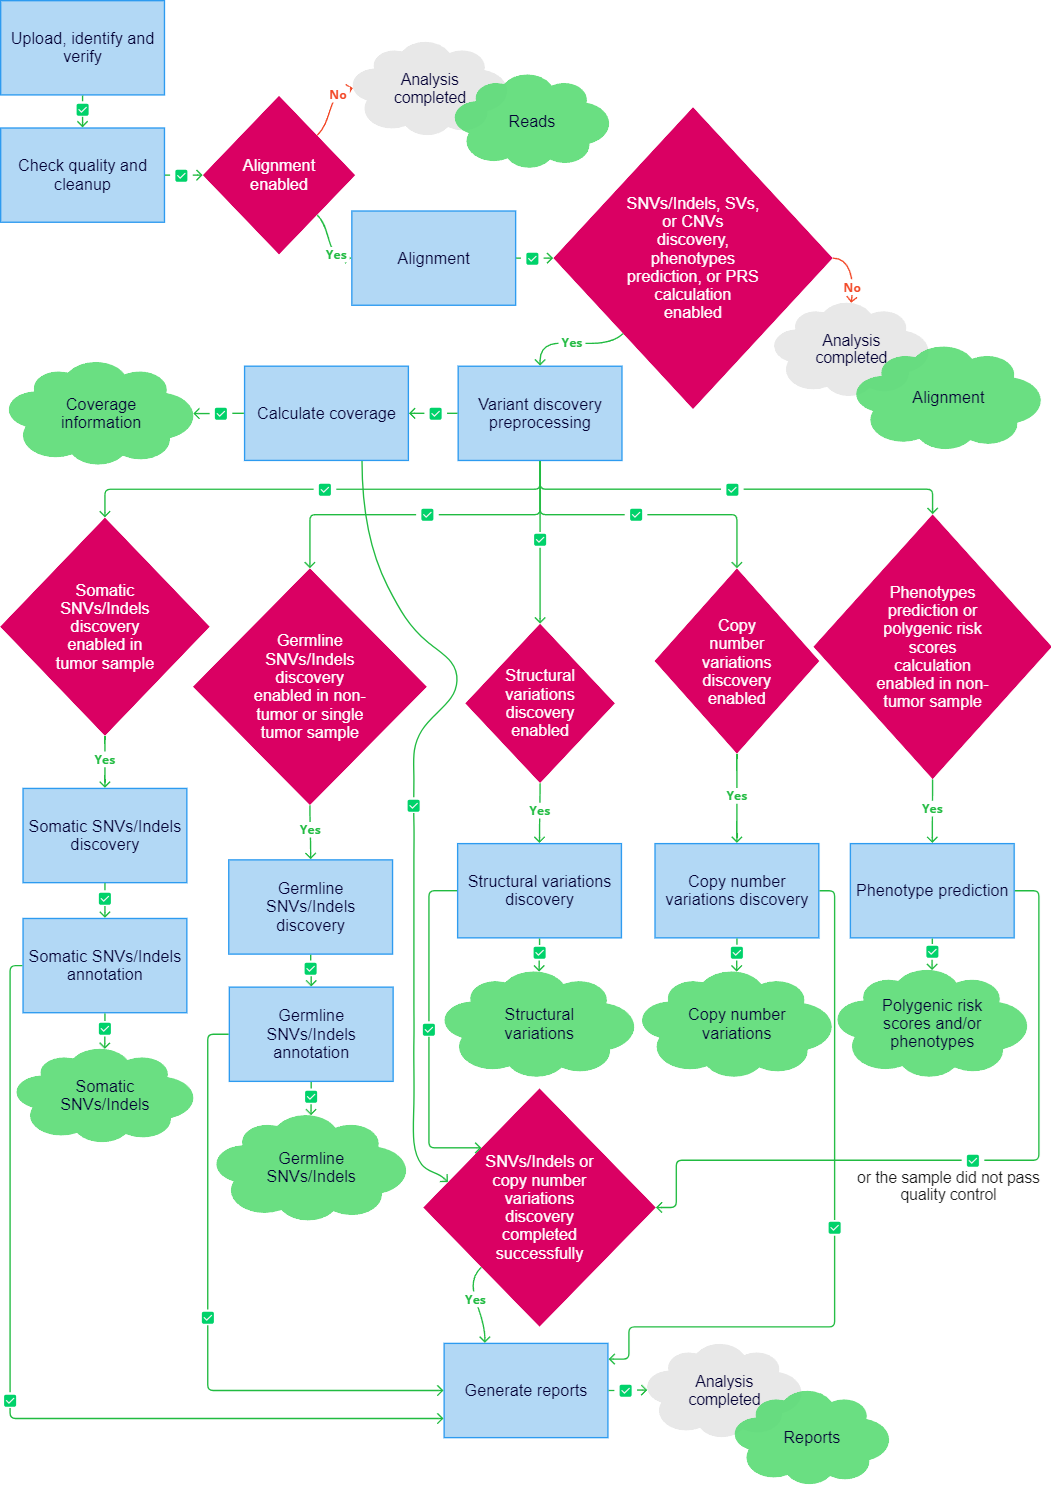 Upload, identify and
verify
Check quality and
cleanup
Alignment
enabled
No
Analysis
completed
Reads
Yes
Alignment
SNVs/Indels, SVs,
or CNVs
discovery,
phenotypes
prediction, or PRS
calculation
enabled
No
Analysis
completed
Alignment
Yes
Variant discovery
preprocessing
Calculate coverage
Coverage
information
Somatic
SNVs/Indels
discovery
enabled in
tumor sample
Germline
SNVs/Indels
discovery
enabled in non-
tumor or single
tumor sample
Structural
variations
discovery
enabled
Copy
number
variations
discovery
enabled
Phenotypes
prediction or
polygenic risk
scores
calculation
enabled in non-
tumor sample
Yes
Yes
Yes
Yes
Yes
Somatic SNVs/Indels
discovery
Germline
SNVs/Indels
discovery
Structural variations
discovery
Copy number
variations discovery
Phenotype prediction
Somatic SNVs/Indels
annotation
Germline
SNVs/Indels
annotation
Structural
variations
Copy number
variations
Polygenic risk
scores and/or
phenotypes
Somatic
SNVs/Indels
Germline
SNVs/Indels
SNVs/Indels or
copy number
variations
discovery
completed
successfully
or the sample did not pass
quality control
Yes
Generate reports
Analysis
completed
Reports